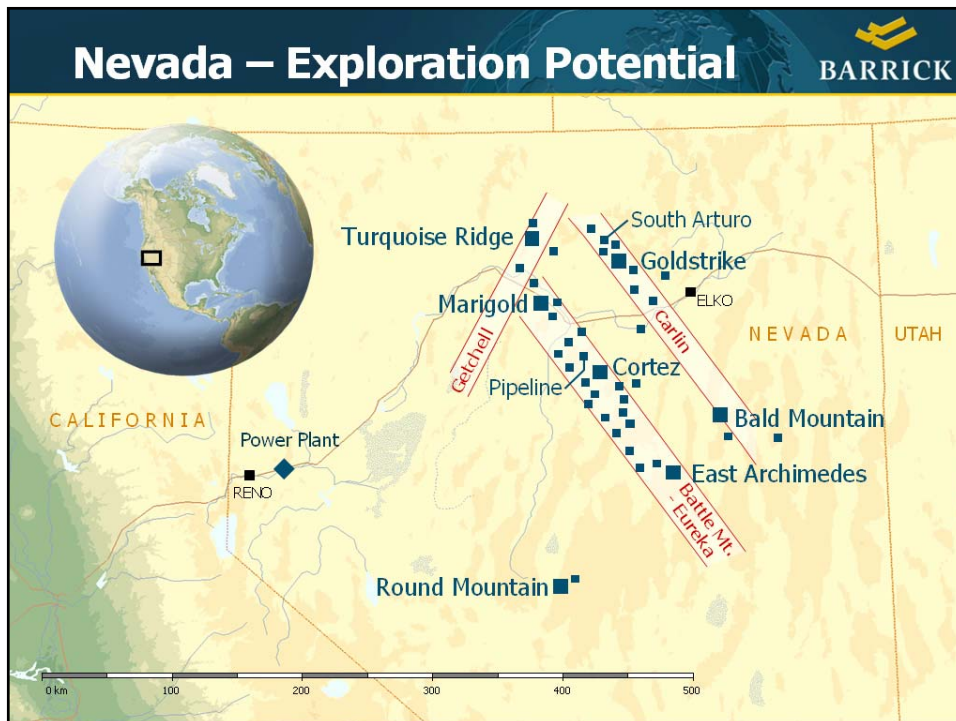 Nevada – Exploration Potential
BARRICK
South Arturo
Turquoise Ridge
Goldstrike
ELKO
Marigold
NEVADA
UTAH
Carlin
Getchell
Cortez
Pipeline
CALIFORNIA
Bald Mountain
Power Plant
RENO
East Archimedes
Battle Mt.
- Eureka
Round Mountain
0 km
100
200
300
400
500